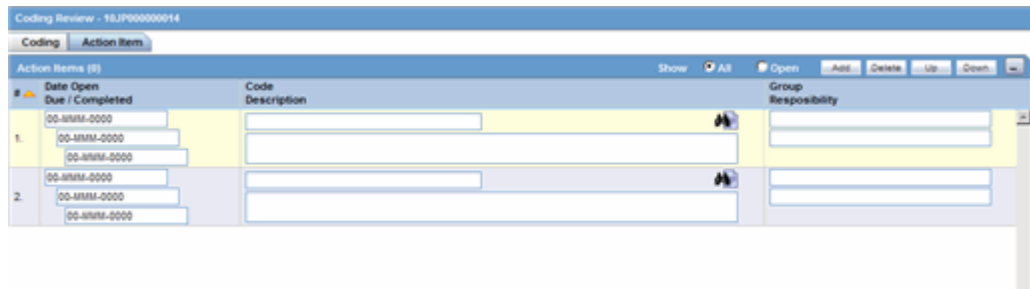 Coding Review - 10JP000000014
Coding Action Item
Action Items (0) Show All Open Add Delete Up Down
# Date Open Code Group
Due / Completed Description Resposibility
00-MMM-0000
1. 00-MMM-0000
00-MMM-0000
00-MMM-0000
2. 00-MMM-0000
00-MMM-0000